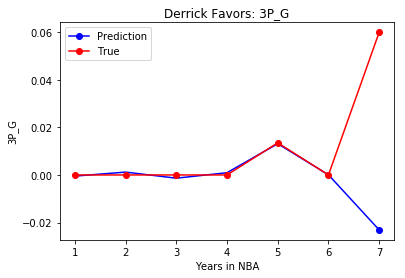 Derrick Favors: 3P_G
Prediction
True
0.06
0.04
0.02
0.00
−0.02
3P_G
1 2 3 4 5 6 7
Years in NBA